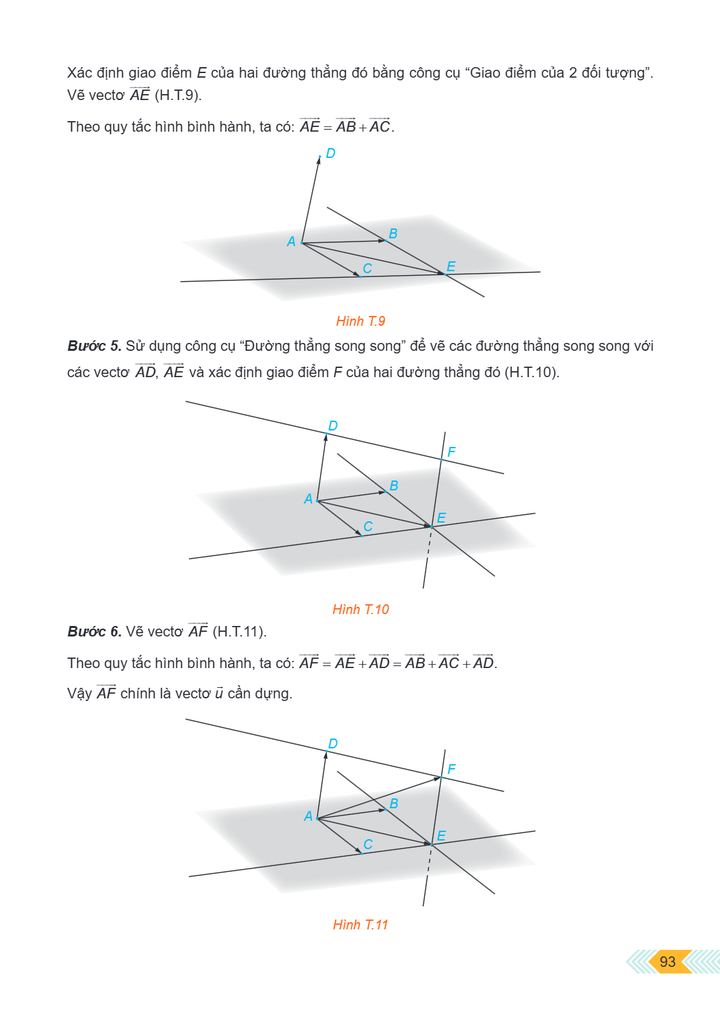 Xác định giao điểm E của hai đường thẳng đó bằng công cụ “Giao điểm của 2 đối tượng”.
Vẽ vectơ \overrightarrow{AE} (H.T.9).
Theo quy tắc hình bình hành, ta có: \overrightarrow{AE} = \overrightarrow{AB} + \overrightarrow{AC}.
D
B
A
C
E
Hình T.9
Bước 5. Sử dụng công cụ “Đường thẳng song song” để vẽ các đường thẳng song song với
các vectơ \overrightarrow{AD}, \overrightarrow{AE} và xác định giao điểm F của hai đường thẳng đó (H.T.10).
D
F
B
A
E
C
Hình T.10
Bước 6. Vẽ vectơ \overrightarrow{AF} (H.T.11).
Theo quy tắc hình bình hành, ta có: \overrightarrow{AF} = \overrightarrow{AE} + \overrightarrow{AD} = \overrightarrow{AB} + \overrightarrow{AC} + \overrightarrow{AD}.
Vậy \overrightarrow{AF} chính là vectơ \vec{u} cần dựng.
D
F
B
A
E
C
Hình T.11
93